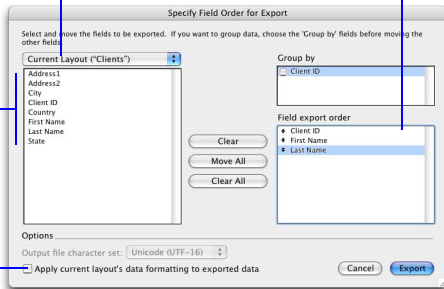 Specify Field Order for Export
Select and move the fields to be exported. If you want to group data, choose the 'Group by' fields before moving the
other fields.
Current Layout ("Clients")
Address1
Address2
City
Client ID
Country
First Name
Last Name
State
Clear
Move All
Clear All
Group by
Client ID
Field export order
Client ID
First Name
Last Name
Options
Output file character set: Unicode (UTF-16)
Apply current layout's data formatting to exported data
Cancel
Export